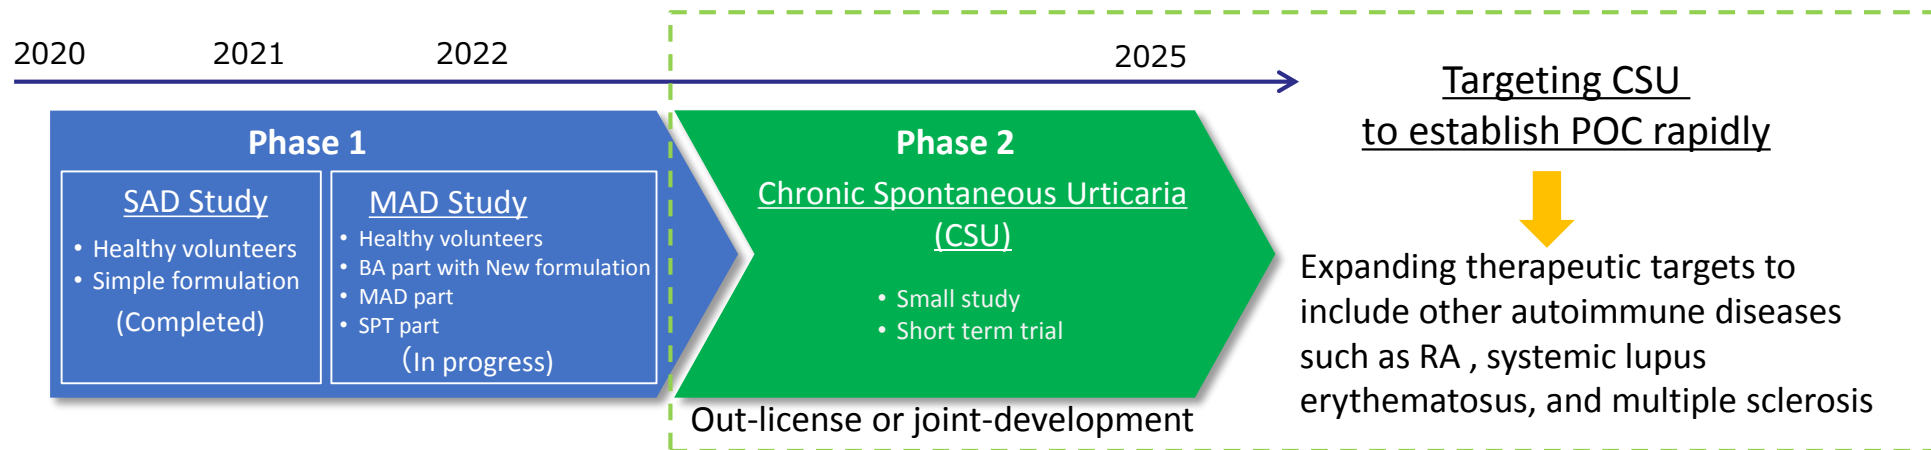 2020 2021 2022 2025
Phase 1
SAD Study
• Healthy volunteers
• Simple formulation
(Completed)
MAD Study
• Healthy volunteers
• BA part with New formulation
• MAD part
• SPT part
（In progress)
Phase 2
Chronic Spontaneous Urticaria
(CSU)
• Small study
• Short term trial
Out-license or joint-development
Targeting CSU
to establish POC rapidly
Expanding therapeutic targets to
include other autoimmune diseases
such as RA , systemic lupus
erythematosus, and multiple sclerosis